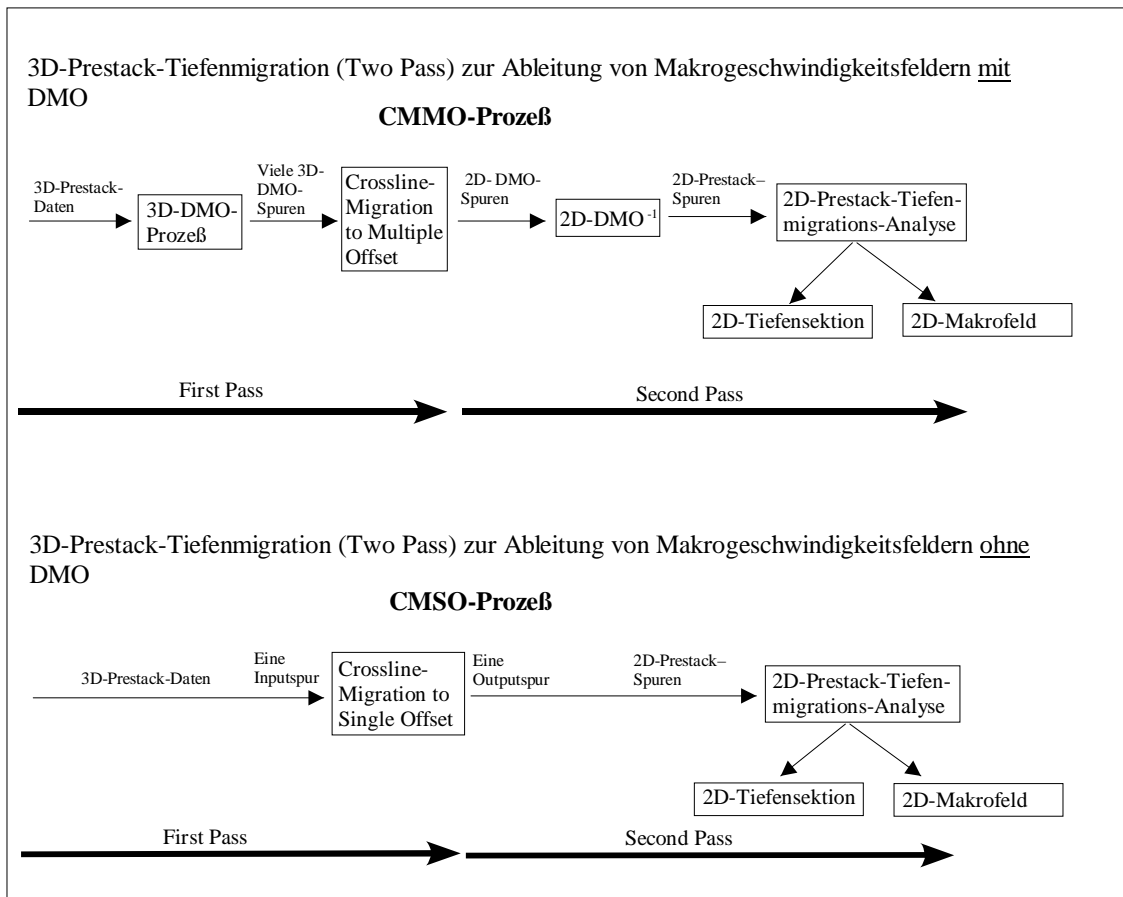 3D-Prestack-Tiefenmigration (Two Pass) zur Ableitung von Makrogeschwindigkeitsfeldern mit
DMO
CMMO-Prozeß
3D-Prestack-
Daten
3D-DMO-
Prozeß
Viele 3D-
DMO-
Spuren
Crossline-
Migration
to Multiple
Offset
2D- DMO-
Spuren
2D-DMO⁻¹
2D-Prestack–
Spuren
2D-Prestack-Tiefen-
migrations-Analyse
2D-Tiefensektion
2D-Makrofeld
First Pass
Second Pass
3D-Prestack-Tiefenmigration (Two Pass) zur Ableitung von Makrogeschwindigkeitsfeldern ohne
DMO
CMSO-Prozeß
3D-Prestack-Daten
Eine
Inputspur
Crossline-
Migration to
Single Offset
Eine
Outputspur
2D-Prestack–
Spuren
2D-Prestack-Tiefen-
migrations-Analyse
2D-Tiefensektion
2D-Makrofeld
First Pass
Second Pass